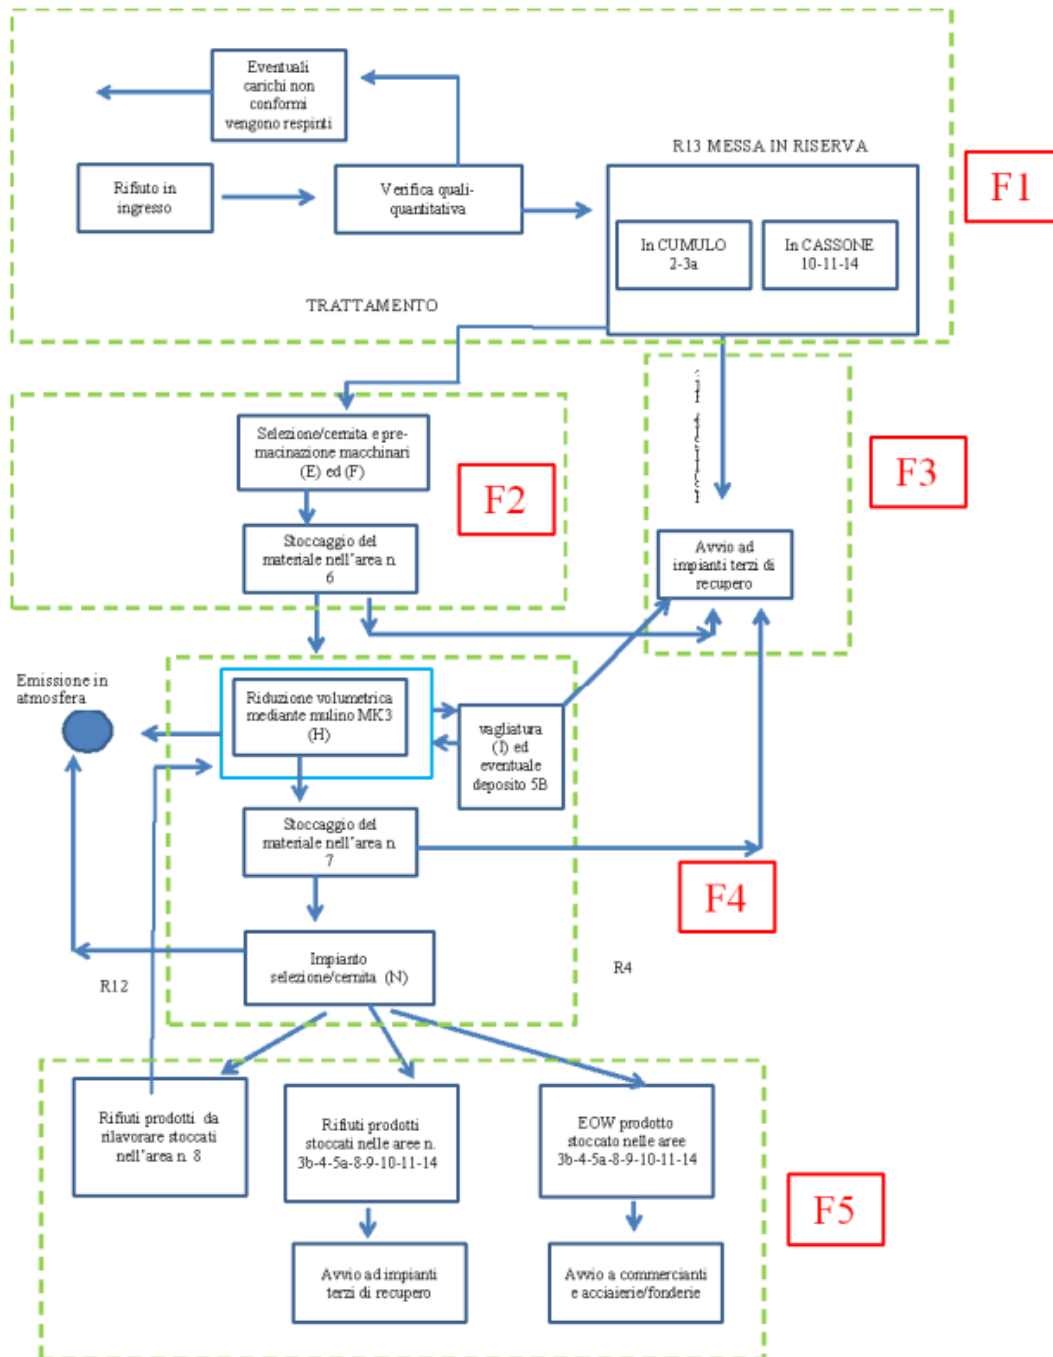 Eventuali
carichi non
conformi
vengono respinti
R13 MESSA IN RISERVA
F1
Rifiuto in
ingresso
Verifica quali-
quantitativa
In CUMULO
2-3a
In CASSONE
10-11-14
TRATTAMENTO
Selezione/cernita e pre-
macinazione macchinari
(E) ed (F)
F2
F3
Stoccaggio del
materiale nell'area n.
6
Avvio ad
impianti terzi di
recupero
Emissione in
atmosfera
Riduzione volumetrica
mediante mulino MK3
(H)
vagliatura
(I) ed
eventuale
deposito 5B
Stoccaggio del
materiale nell'area n.
7
F4
Impianto
selezione/cernita (N)
R12
R4
Rifiuti prodotti da
rilavorare stoccati
nell'area n. 8
Rifiuti prodotti
stoccati nelle aree n.
3b-4-5a-8-9-10-11-14
EOW prodotto
stoccato nelle aree
3b-4-5a-8-9-10-11-14
F5
Avvio ad impianti
terzi di recupero
Avvio a commercianti
e acciaierie/fonderie